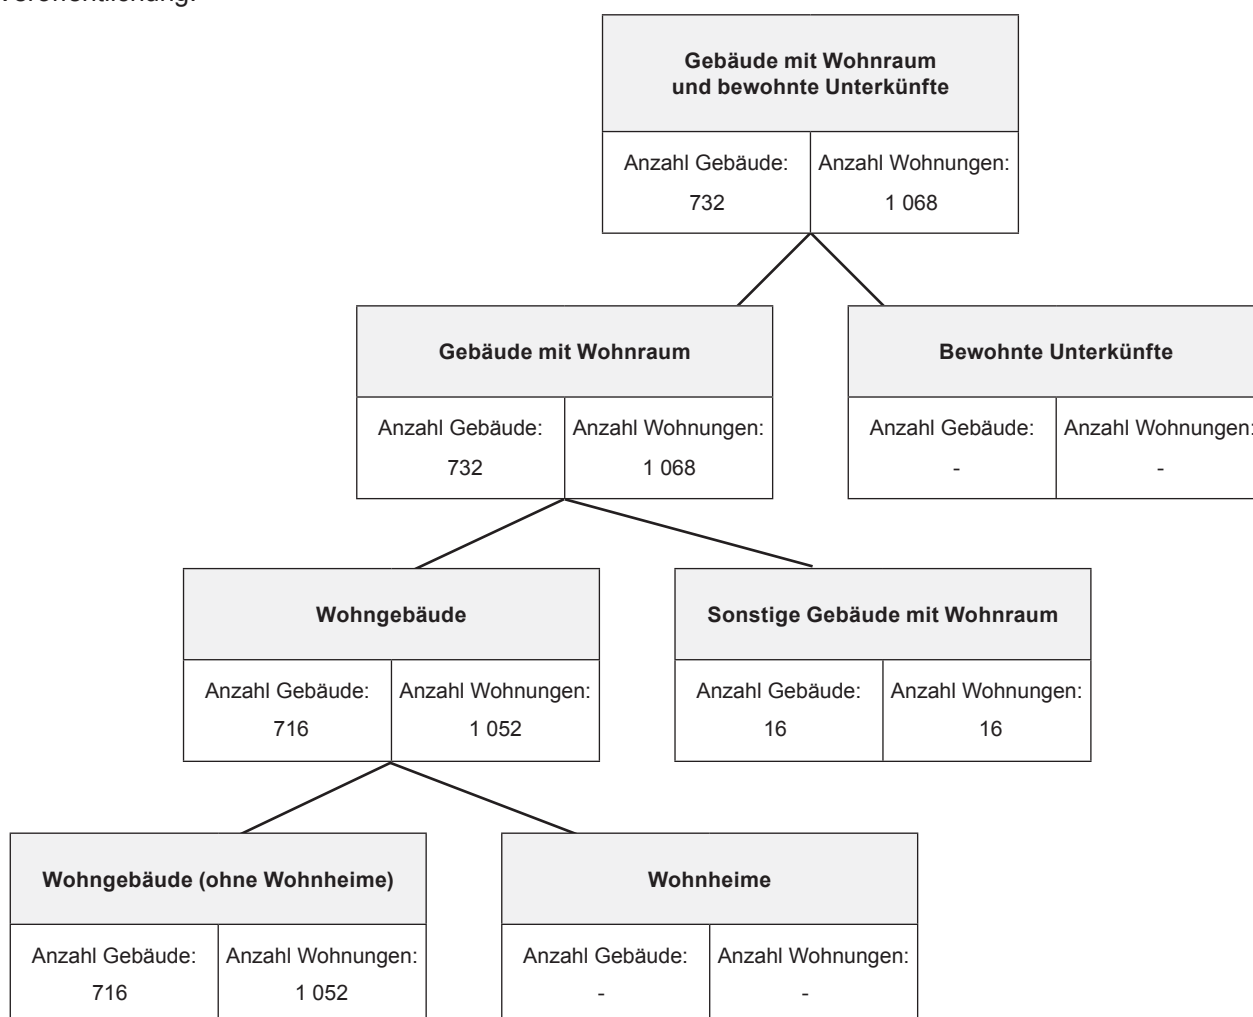 Veröffentlichung.
Gebäude mit Wohnraum
und bewohnte Unterkünfte
Anzahl Gebäude: Anzahl Wohnungen:
732 1 068
Gebäude mit Wohnraum Bewohnte Unterkünfte
Anzahl Gebäude: Anzahl Wohnungen: Anzahl Gebäude: Anzahl Wohnungen:
732 1 068 - -
Wohngebäude Sonstige Gebäude mit Wohnraum
Anzahl Gebäude: Anzahl Wohnungen: Anzahl Gebäude: Anzahl Wohnungen:
716 1 052 16 16
Wohngebäude (ohne Wohnheime) Wohnheime
Anzahl Gebäude: Anzahl Wohnungen: Anzahl Gebäude: Anzahl Wohnungen:
716 1 052 - -